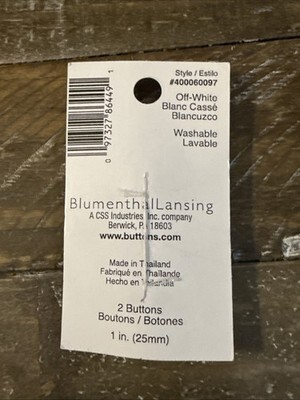 Style / Estilo
#400060097
Off-White
Blanc Cassé
Blancuzco
Washable
Lavable
0 97327 86449 1
BlumenthalLansing
A CSS Industries, Inc. company
Berwick, PA 18603
www.buttons.com
Made in Thailand
Fabriqué en Thaïlande
Hecho en Tailandia
2 Buttons
Boutons / Botones
1 in. (25mm)